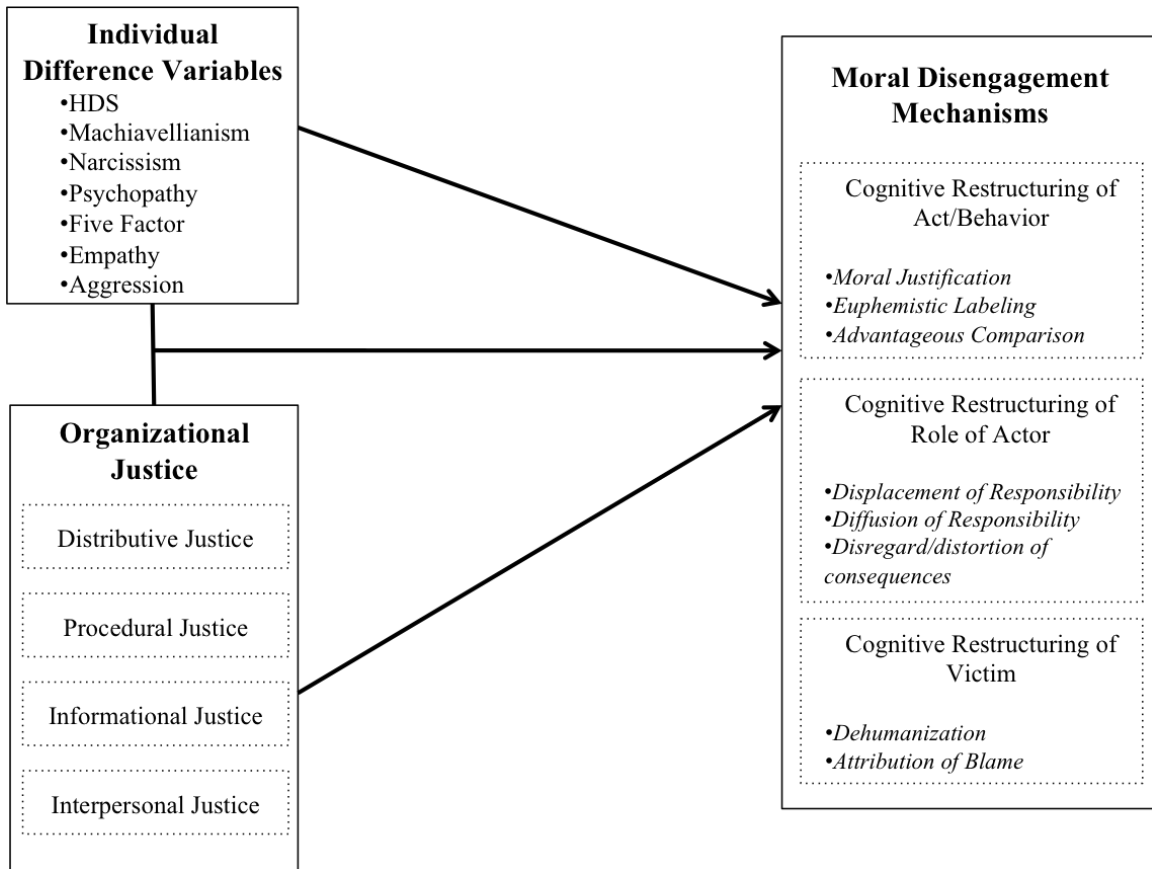 Individual
Difference Variables
•HDS
•Machiavellianism
•Narcissism
•Psychopathy
•Five Factor
•Empathy
•Aggression
Organizational
Justice
Distributive Justice
Procedural Justice
Informational Justice
Interpersonal Justice
Moral Disengagement
Mechanisms
Cognitive Restructuring of
Act/Behavior
•Moral Justification
•Euphemistic Labeling
•Advantageous Comparison
Cognitive Restructuring of
Role of Actor
•Displacement of Responsibility
•Diffusion of Responsibility
•Disregard/distortion of
consequences
Cognitive Restructuring of
Victim
•Dehumanization
•Attribution of Blame